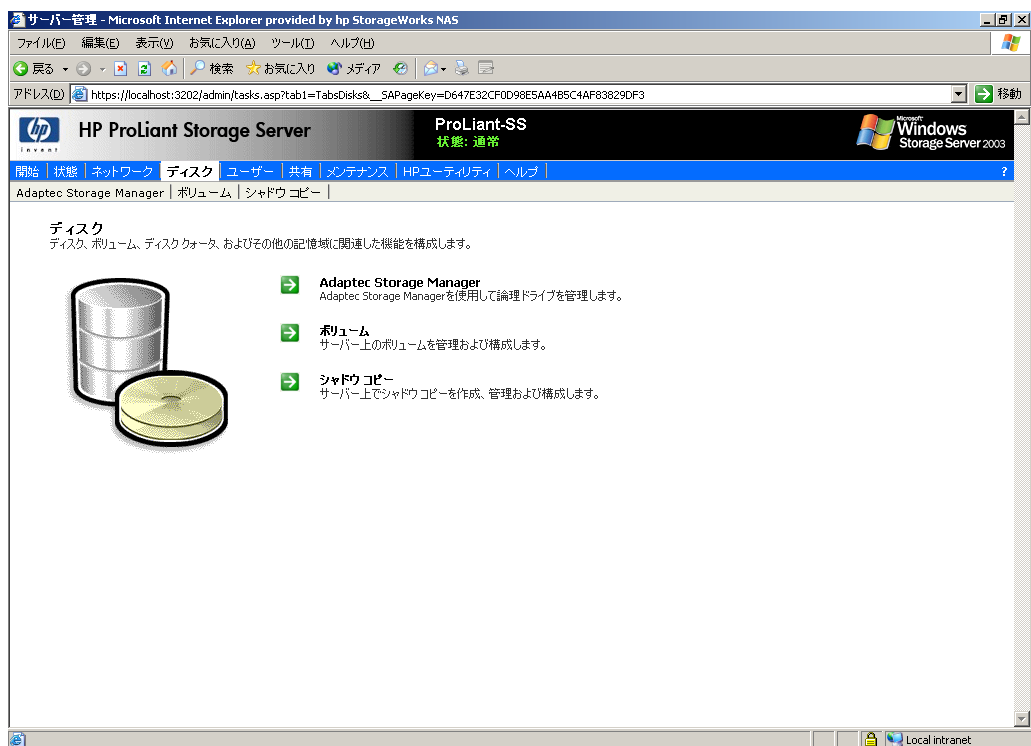 サーバー管理 - Microsoft Internet Explorer provided by hp StorageWorks NAS
ファイル(F) 編集(E) 表示(V) お気に入り(A) ツール(T) ヘルプ(H)
戻る 検索 お気に入り メディア
アドレス(D) https://localhost:3202/admin/tasks.asp?tab1=TabsDisks&__SAPageKey=D647E32CF0D98E5AA4B5C4AF83829DF3 移動
hp
invent
HP ProLiant Storage Server
ProLiant-SS
状態: 通常
Microsoft
Windows
Storage Server 2003
開始 状態 ネットワーク ディスク ユーザー 共有 メンテナンス HPユーティリティ ヘルプ ?
Adaptec Storage Manager ボリューム シャドウ コピー
ディスク
ディスク、ボリューム、ディスク クォータ、およびその他の記憶域に関連した機能を構成します。
Adaptec Storage Manager
Adaptec Storage Managerを使用して論理ドライブを管理します。
ボリューム
サーバー上のボリュームを管理および構成します。
シャドウ コピー
サーバー上でシャドウ コピーを作成、管理および構成します。
Local intranet